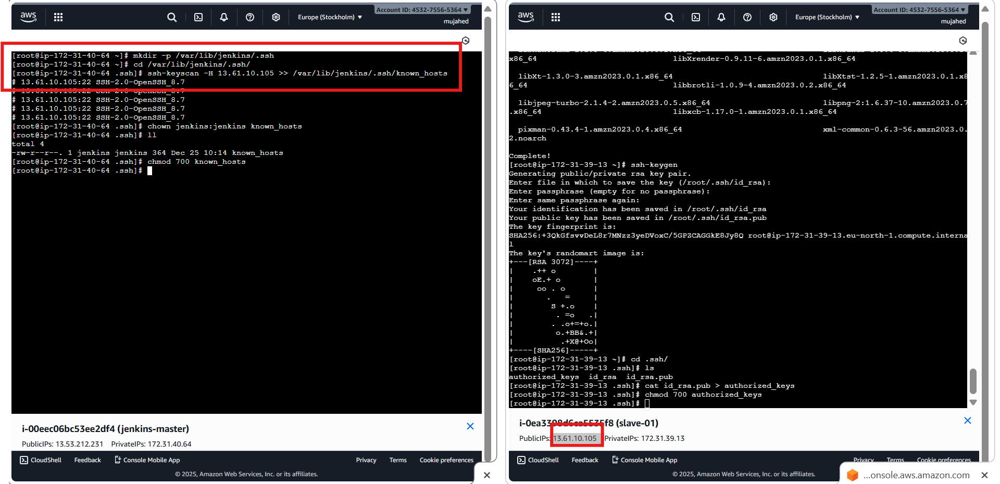 aws
Europe (Stockholm) ▼
Account ID: 4532-7556-5364 ▼
mujahed
[root@ip-172-31-40-64 ~]# mkdir -p /var/lib/jenkins/.ssh
[root@ip-172-31-40-64 ~]# cd /var/lib/jenkins/.ssh/
[root@ip-172-31-40-64 .ssh]# ssh-keyscan -H 13.61.10.105 >> /var/lib/jenkins/.ssh/known_hosts
# 13.61.10.105:22 SSH-2.0-OpenSSH_8.7
# 13.61.10.105:22 SSH-2.0-OpenSSH_8.7
# 13.61.10.105:22 SSH-2.0-OpenSSH_8.7
# 13.61.10.105:22 SSH-2.0-OpenSSH_8.7
# 13.61.10.105:22 SSH-2.0-OpenSSH_8.7
[root@ip-172-31-40-64 .ssh]# chown jenkins:jenkins known_hosts
[root@ip-172-31-40-64 .ssh]# ll
total 4
-rw-r--r--. 1 jenkins jenkins 364 Dec 25 10:14 known_hosts
[root@ip-172-31-40-64 .ssh]# chmod 700 known_hosts
[root@ip-172-31-40-64 .ssh]#
i-00eec06bc53ee2df4 (jenkins-master)
PublicIPs: 13.53.212.231 PrivateIPs: 172.31.40.64
CloudShell Feedback Console Mobile App Privacy Terms Cookie preferences
© 2025, Amazon Web Services, Inc. or its affiliates.
aws
Europe (Stockholm) ▼
Account ID: 4532-7556-5364 ▼
mujahed
x86_64 libXrender-0.9.11-6.amzn2023.0.1.x86_64
libXt-1.3.0-3.amzn2023.0.1.x86_64 libXtst-1.2.5-1.amzn2023.0.1.x8
6_64 libbrotli-1.0.9-4.amzn2023.0.2.x86_64
libjpeg-turbo-2.1.4-2.amzn2023.0.5.x86_64 libpng-2:1.6.37-10.amzn2023.0.7
.x86_64 libxcb-1.17.0-1.amzn2023.0.1.x86_64
pixman-0.43.4-1.amzn2023.0.4.x86_64 xml-common-0.6.3-56.amzn2023.0.
2.noarch
Complete!
[root@ip-172-31-39-13 ~]# ssh-keygen
Generating public/private rsa key pair.
Enter file in which to save the key (/root/.ssh/id_rsa):
Enter passphrase (empty for no passphrase):
Enter same passphrase again:
Your identification has been saved in /root/.ssh/id_rsa
Your public key has been saved in /root/.ssh/id_rsa.pub
The key fingerprint is:
SHA256:+3QkGfsvvDeL8r7MNzz3yeDVoxC/5GPZCAGGkE8Jy8Q root@ip-172-31-39-13.eu-north-1.compute.interna
l
The key's randomart image is:
+---[RSA 3072]----+
|    .++ o        |
|    oE.+ o       |
|     oo . o      |
|       .   =     |
|        S +.o    |
|         . =o   .|
|        . .o+=+o.|
|         o.+BB&.+|
|          .+X@+Oo|
+----[SHA256]-----+
[root@ip-172-31-39-13 ~]# cd .ssh/
[root@ip-172-31-39-13 .ssh]# ls
authorized_keys id_rsa id_rsa.pub
[root@ip-172-31-39-13 .ssh]# cat id_rsa.pub > authorized_keys
[root@ip-172-31-39-13 .ssh]# chmod 700 authorized_keys
[root@ip-172-31-39-13 .ssh]#
(slave-01)
PublicIPs: 13.61.10.105 PrivateIPs: 172.31.39.13
CloudShell Feedback Console Mobile App Privacy Terms Cookie preferences
© 2025, Amazon Web Services, Inc. or its affiliates.
...onsole.aws.amazon.com